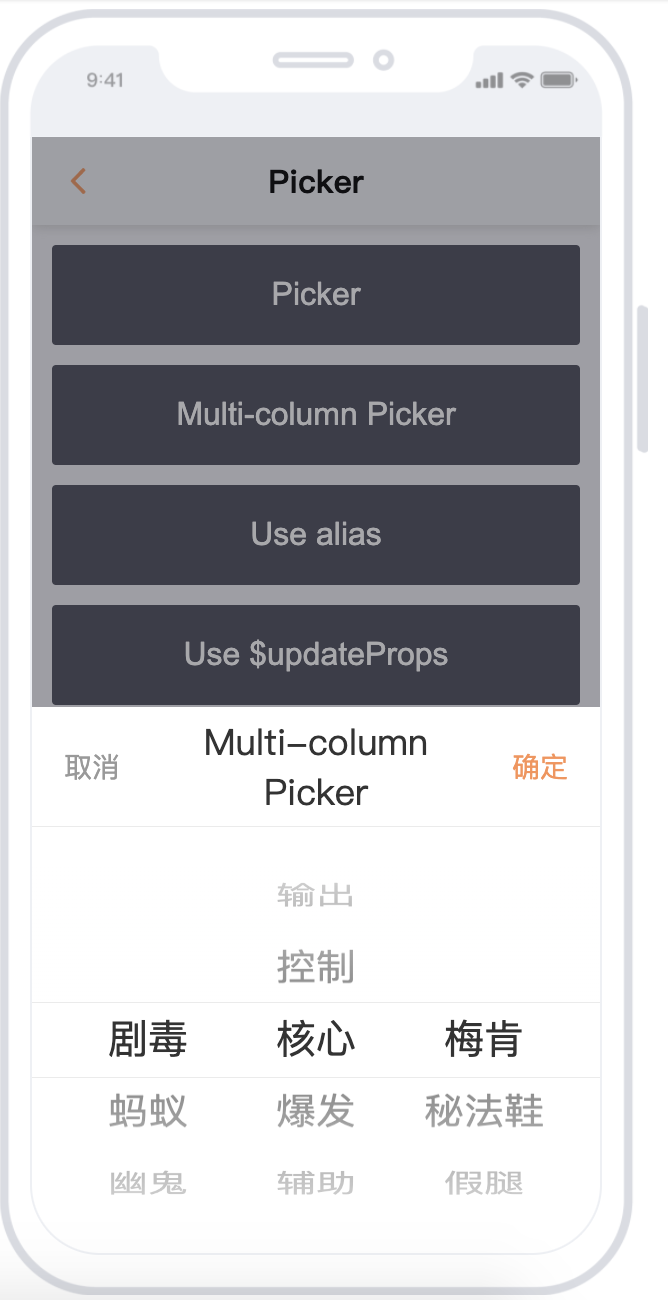 9:41
Picker
Picker
Multi-column Picker
Use alias
Use $updateProps
取消
Multi-column
Picker
确定
输出
控制
剧毒 核心 梅肯
蚂蚁 爆发 秘法鞋
幽鬼 辅助 假腿